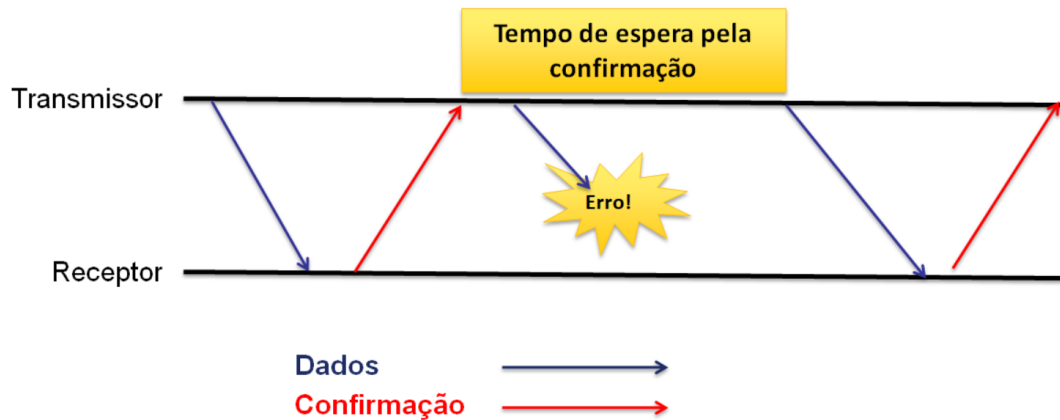 Tempo de espera pela
confirmação
Transmissor
Erro!
Receptor
Dados
Confirmação